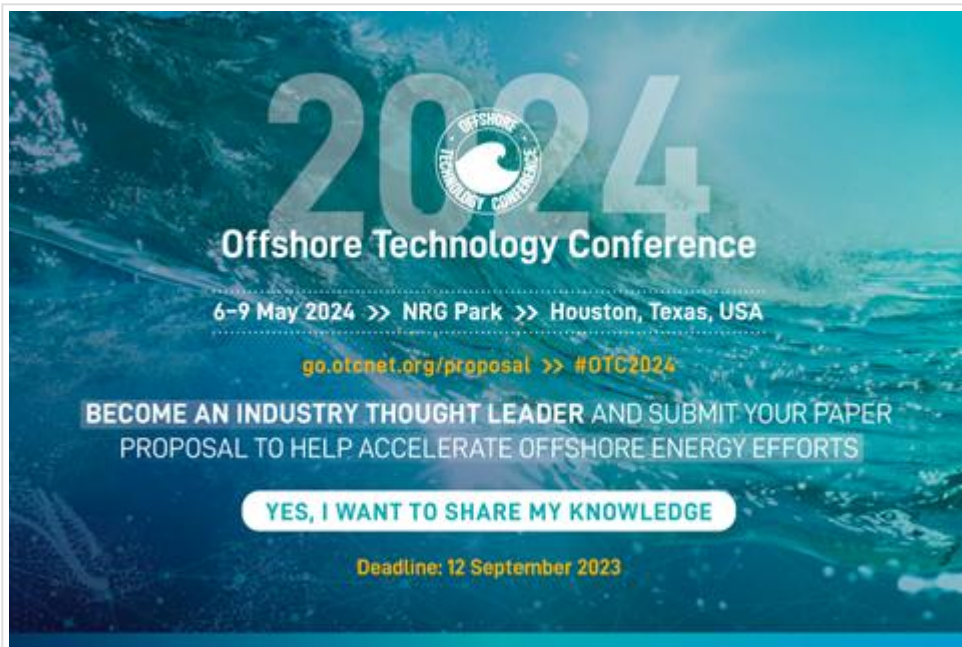 2024
OFFSHORE
TECHNOLOGY CONFERENCE
Offshore Technology Conference
6–9 May 2024 >> NRG Park >> Houston, Texas, USA
go.otcnet.org/proposal >> #OTC2024
BECOME AN INDUSTRY THOUGHT LEADER AND SUBMIT YOUR PAPER
PROPOSAL TO HELP ACCELERATE OFFSHORE ENERGY EFFORTS
YES, I WANT TO SHARE MY KNOWLEDGE
Deadline: 12 September 2023